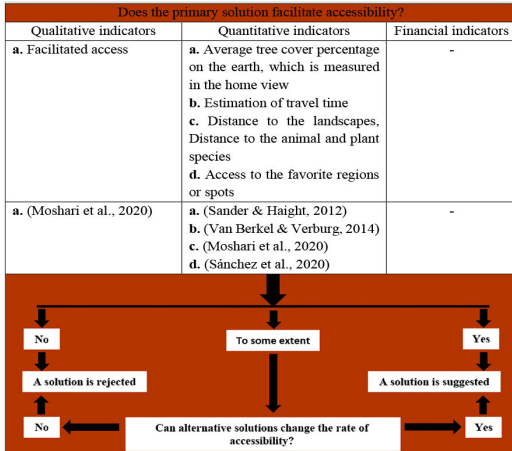 Does the primary solution facilitate accessibility?
Qualitative indicators
Quantitative indicators
Financial indicators
a. Facilitated access
a. Average tree cover percentage
on the earth, which is measured
in the home view
b. Estimation of travel time
c. Distance to the landscapes,
Distance to the animal and plant
species
d. Access to the favorite regions
or spots
-
a. (Moshari et al., 2020)
a. (Sander & Haight, 2012)
b. (Van Berkel & Verburg, 2014)
c. (Moshari et al., 2020)
d. (Sánchez et al., 2020)
-
No
To some extent
Yes
A solution is rejected
A solution is suggested
No
Can alternative solutions change the rate of
accessibility?
Yes